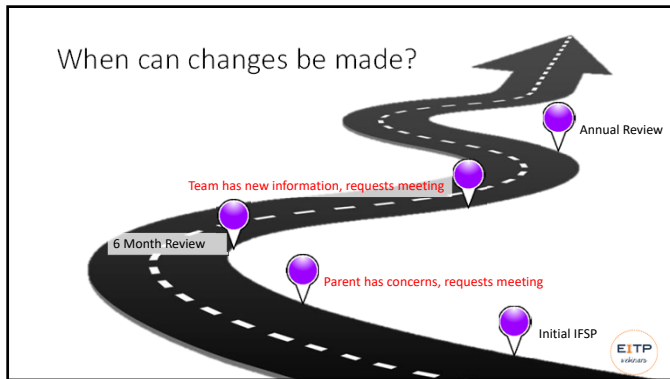 When can changes be made?
Annual Review
Team has new information, requests meeting
6 Month Review
Parent has concerns, requests meeting
Initial IFSP
EITP
webinars